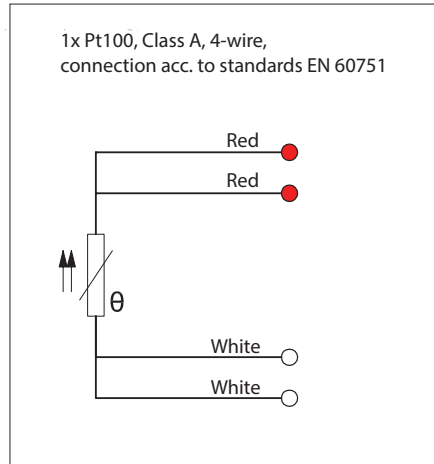 1x Pt100, Class A, 4-wire,
connection acc. to standards EN 60751
Red
Red
θ
White
White